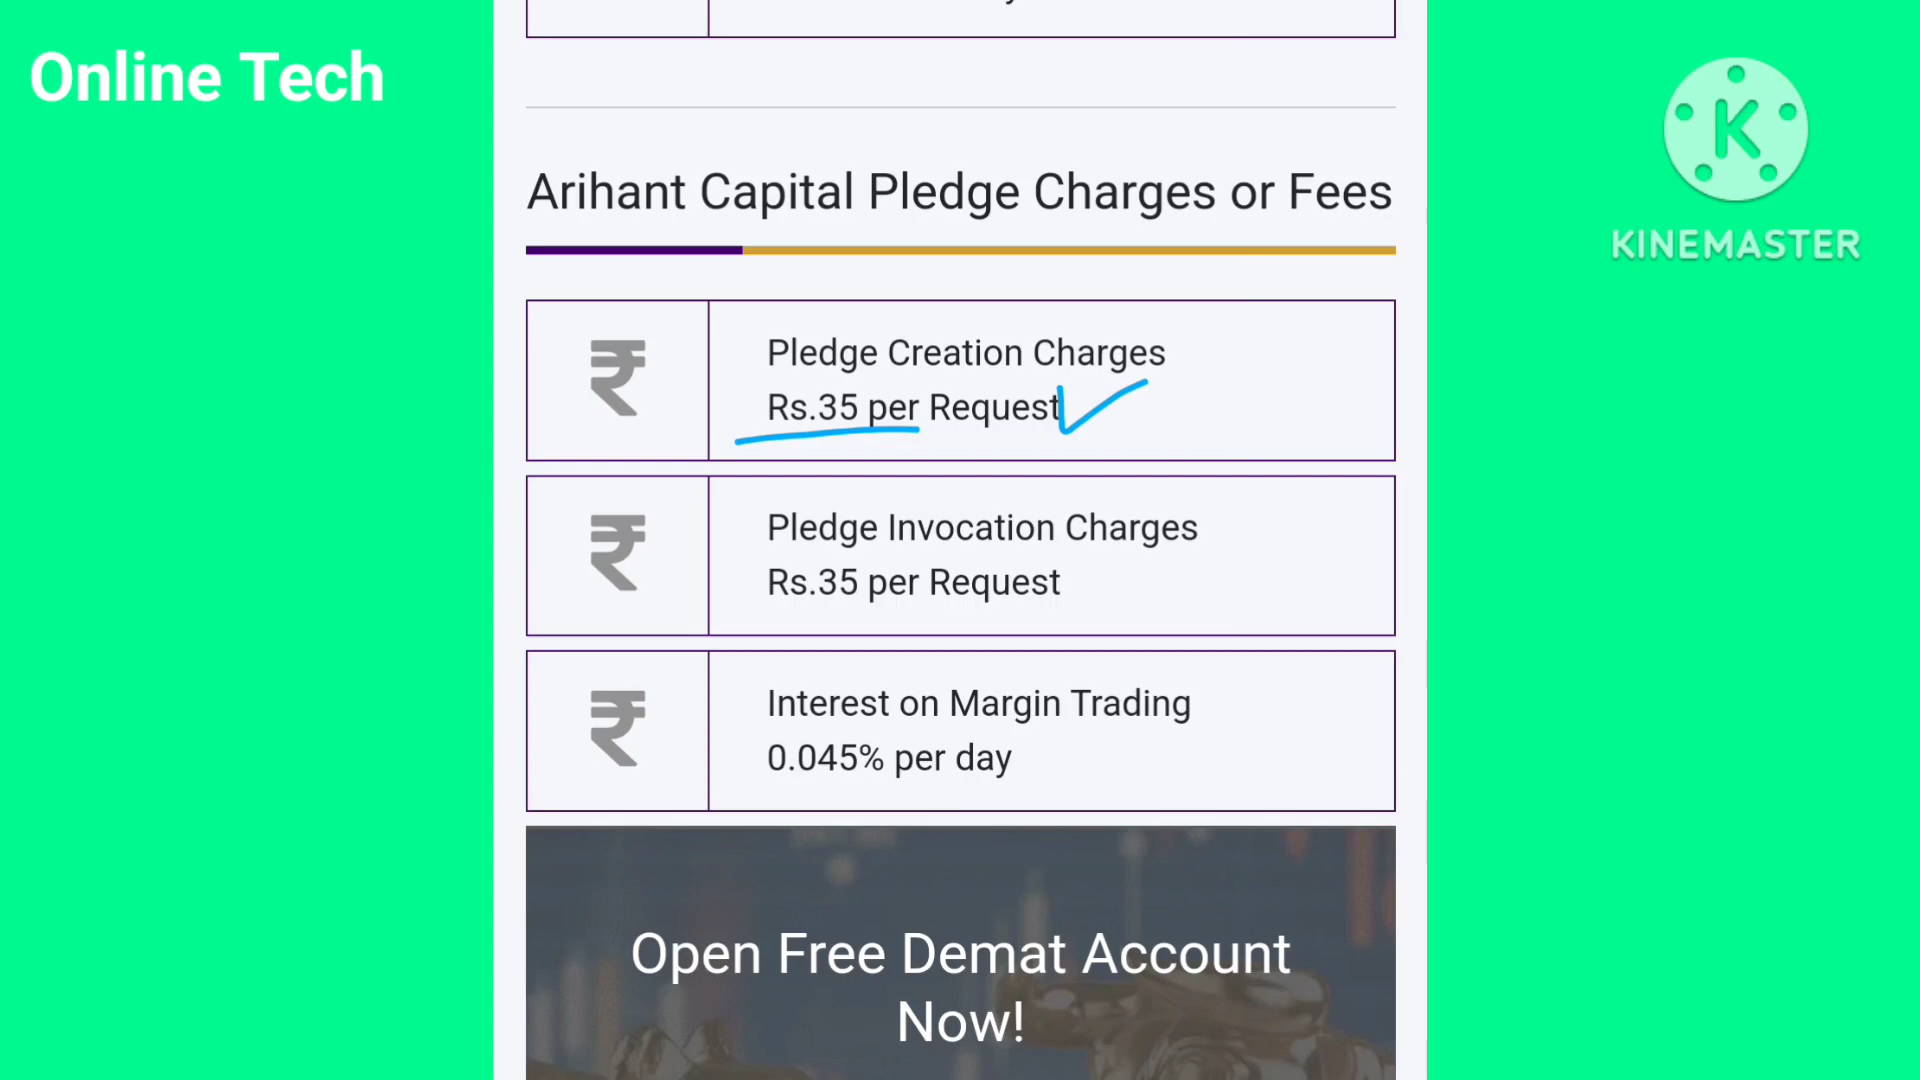 Online Tech
K
KINEMASTER
Arihant Capital Pledge Charges or Fees
₹
Pledge Creation Charges
Rs.35 per Request
₹
Pledge Invocation Charges
Rs.35 per Request
₹
Interest on Margin Trading
0.045% per day
Open Free Demat Account
Now!